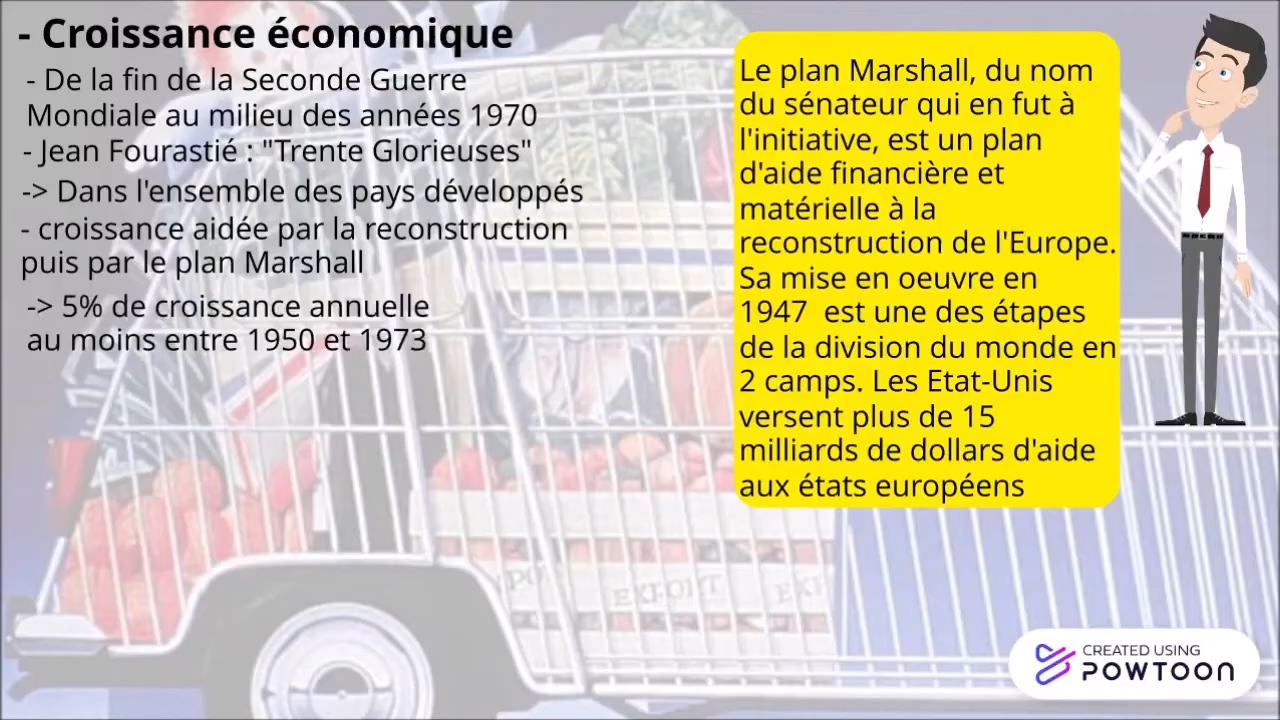 - Croissance économique
- De la fin de la Seconde Guerre
Mondiale au milieu des années 1970
- Jean Fourastié : "Trente Glorieuses"
-> Dans l'ensemble des pays développés
- croissance aidée par la reconstruction
puis par le plan Marshall
-> 5% de croissance annuelle
au moins entre 1950 et 1973
Le plan Marshall, du nom
du sénateur qui en fut à
l'initiative, est un plan
d'aide financière et
matérielle à la
reconstruction de l'Europe.
Sa mise en oeuvre en
1947  est une des étapes
de la division du monde en
2 camps. Les Etat-Unis
versent plus de 15
milliards de dollars d'aide
aux états européens
EXPORT
CREATED USING
POWTOON